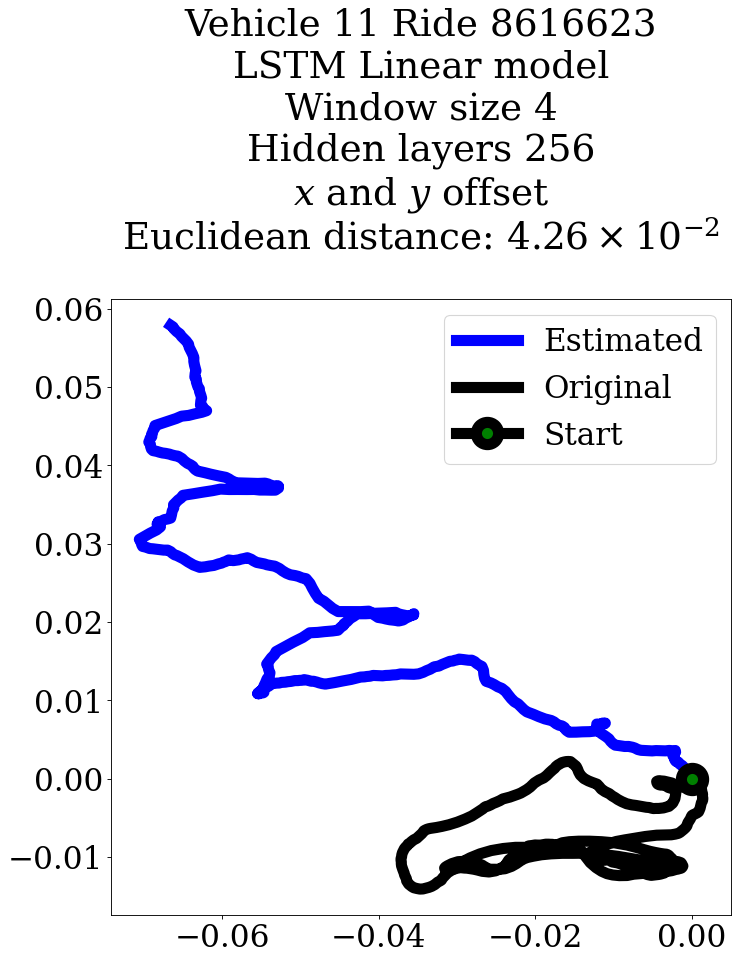 Vehicle 11 Ride 8616623
LSTM Linear model
Window size 4
Hidden layers 256
x and y offset
Euclidean distance: 4.26 × 10⁻²
0.06
0.05
0.04
0.03
0.02
0.01
0.00
−0.01
Estimated
Original
Start
−0.06
−0.04
−0.02
0.00